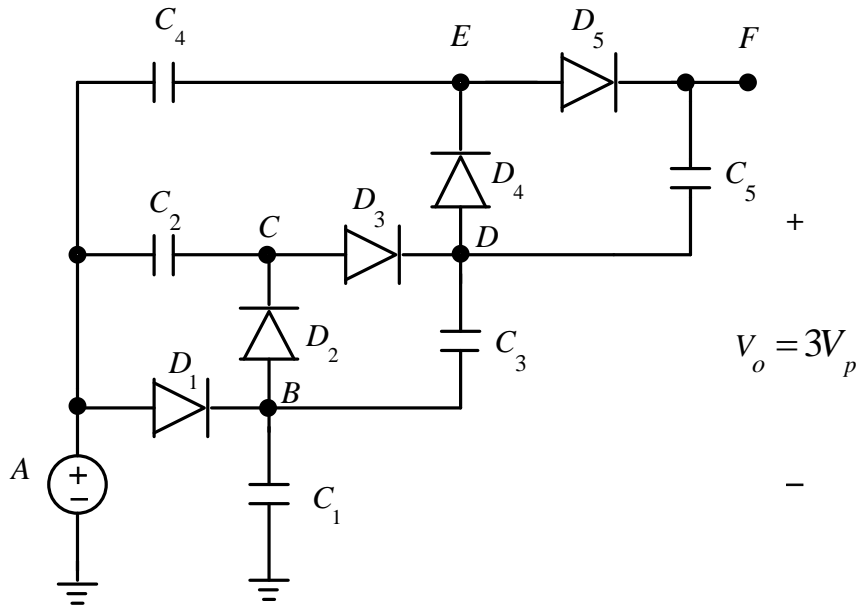 C₄ E D₅ F
D₄ C₅
C₂ C D₃ D
+
D₂ C₃ Vₒ = 3Vₚ
D₁ B
A + − C₁ −